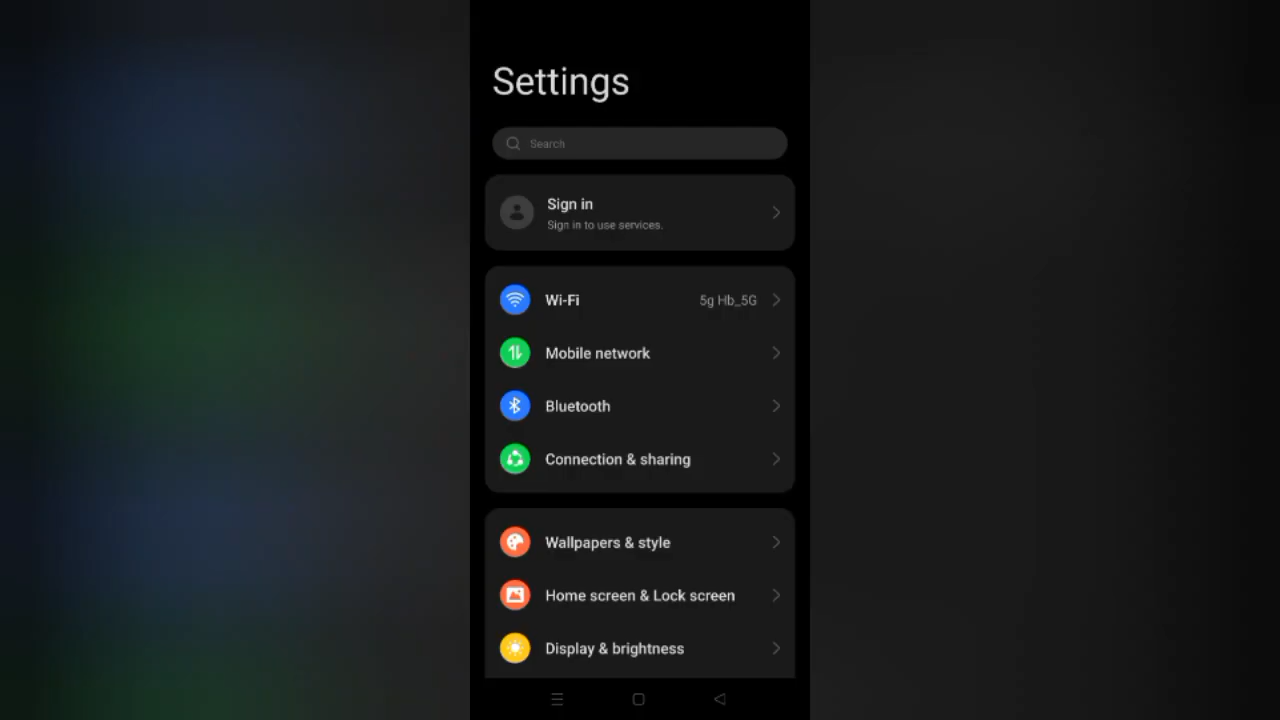 Settings
Search
Sign in
Sign in to use services.
Wi-Fi 5g Hb_5G
Mobile network
Bluetooth
Connection & sharing
Wallpapers & style
Home screen & Lock screen
Display & brightness